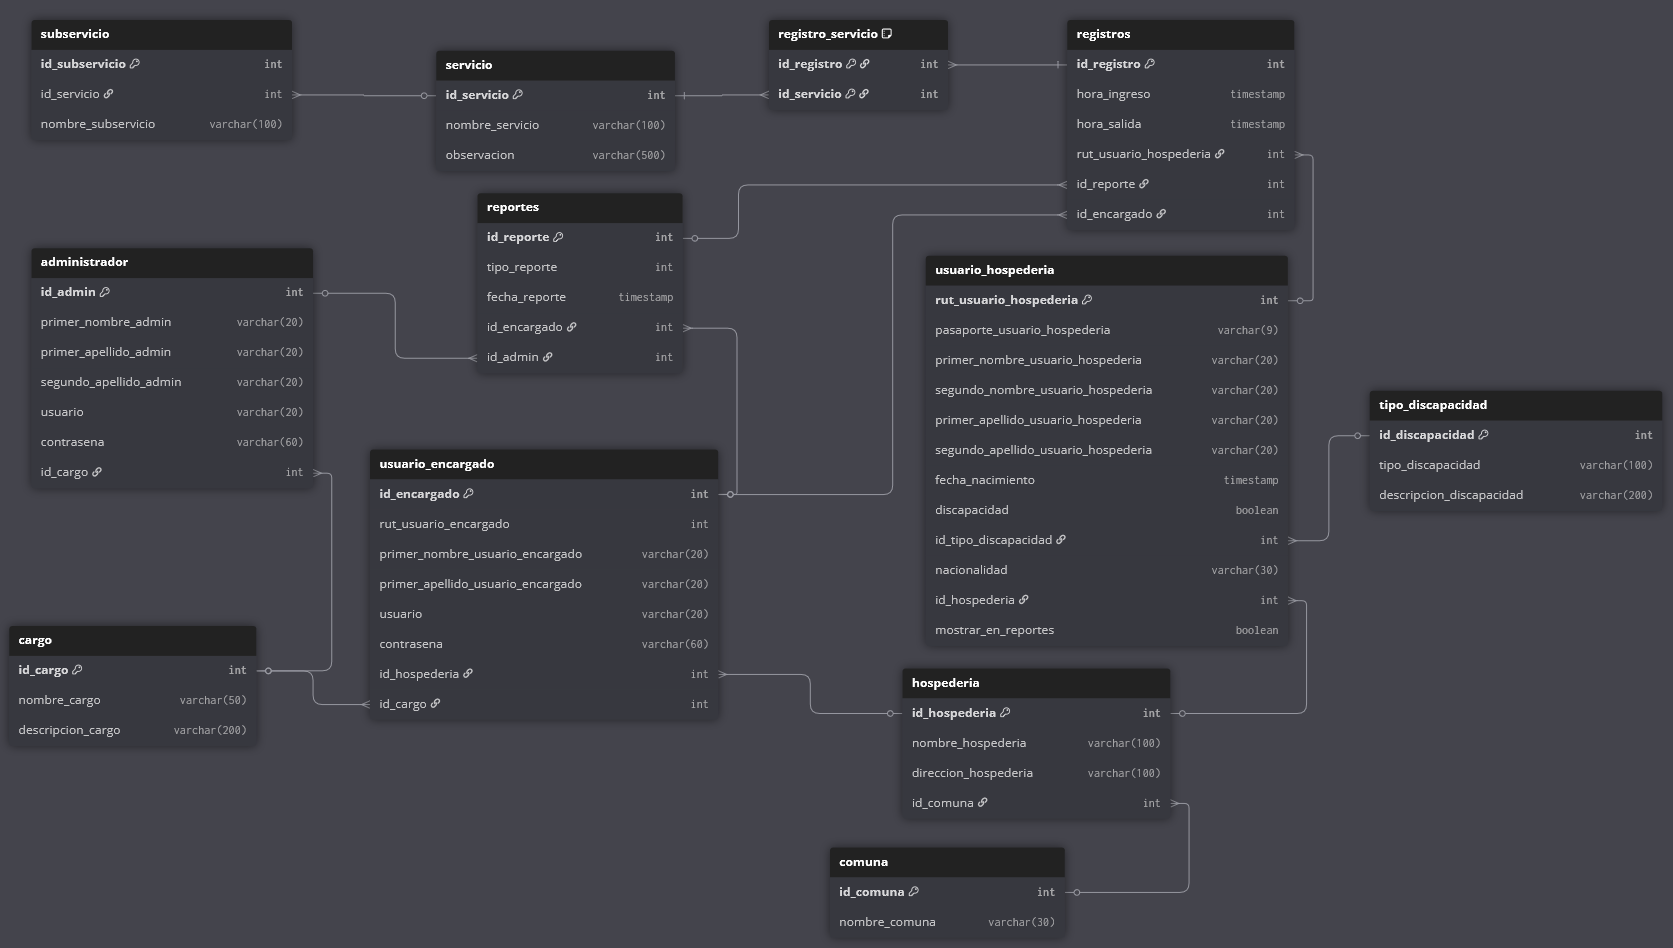 subservicio
id_subservicio int
id_servicio int
nombre_subservicio varchar(100)
servicio
id_servicio int
nombre_servicio varchar(100)
observacion varchar(500)
registro_servicio
id_registro int
id_servicio int
registros
id_registro int
hora_ingreso timestamp
hora_salida timestamp
rut_usuario_hospederia int
id_reporte int
id_encargado int
reportes
id_reporte int
tipo_reporte int
fecha_reporte timestamp
id_encargado int
id_admin int
administrador
id_admin int
primer_nombre_admin varchar(20)
primer_apellido_admin varchar(20)
segundo_apellido_admin varchar(20)
usuario varchar(20)
contrasena varchar(60)
id_cargo int
usuario_hospederia
rut_usuario_hospederia int
pasaporte_usuario_hospederia varchar(9)
primer_nombre_usuario_hospederia varchar(20)
segundo_nombre_usuario_hospederia varchar(20)
primer_apellido_usuario_hospederia varchar(20)
segundo_apellido_usuario_hospederia varchar(20)
fecha_nacimiento timestamp
discapacidad boolean
id_tipo_discapacidad int
nacionalidad varchar(30)
id_hospederia int
mostrar_en_reportes boolean
tipo_discapacidad
id_discapacidad int
tipo_discapacidad varchar(100)
descripcion_discapacidad varchar(200)
usuario_encargado
id_encargado int
rut_usuario_encargado int
primer_nombre_usuario_encargado varchar(20)
primer_apellido_usuario_encargado varchar(20)
usuario varchar(20)
contrasena varchar(60)
id_hospederia int
id_cargo int
cargo
id_cargo int
nombre_cargo varchar(50)
descripcion_cargo varchar(200)
hospederia
id_hospederia int
nombre_hospederia varchar(100)
direccion_hospederia varchar(100)
id_comuna int
comuna
id_comuna int
nombre_comuna varchar(30)